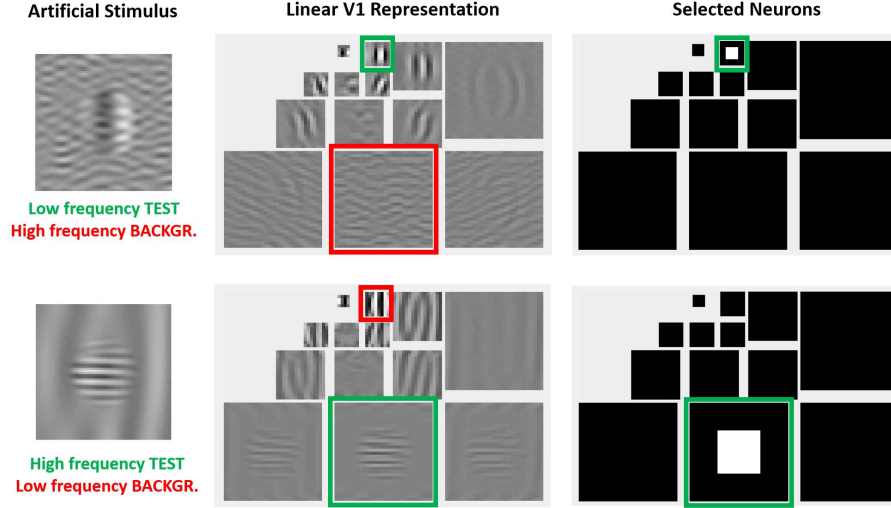 Artificial Stimulus
Linear V1 Representation
Selected Neurons
Low frequency TEST
High frequency BACKGR.
High frequency TEST
Low frequency BACKGR.